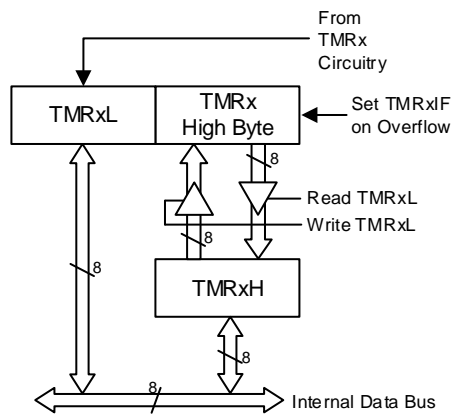 From
TMRx
Circuitry
TMRxL
TMRx
High Byte
Set TMRxIF
on Overflow
8
Read TMRxL
Write TMRxL
8
8
TMRxH
8
8
Internal Data Bus